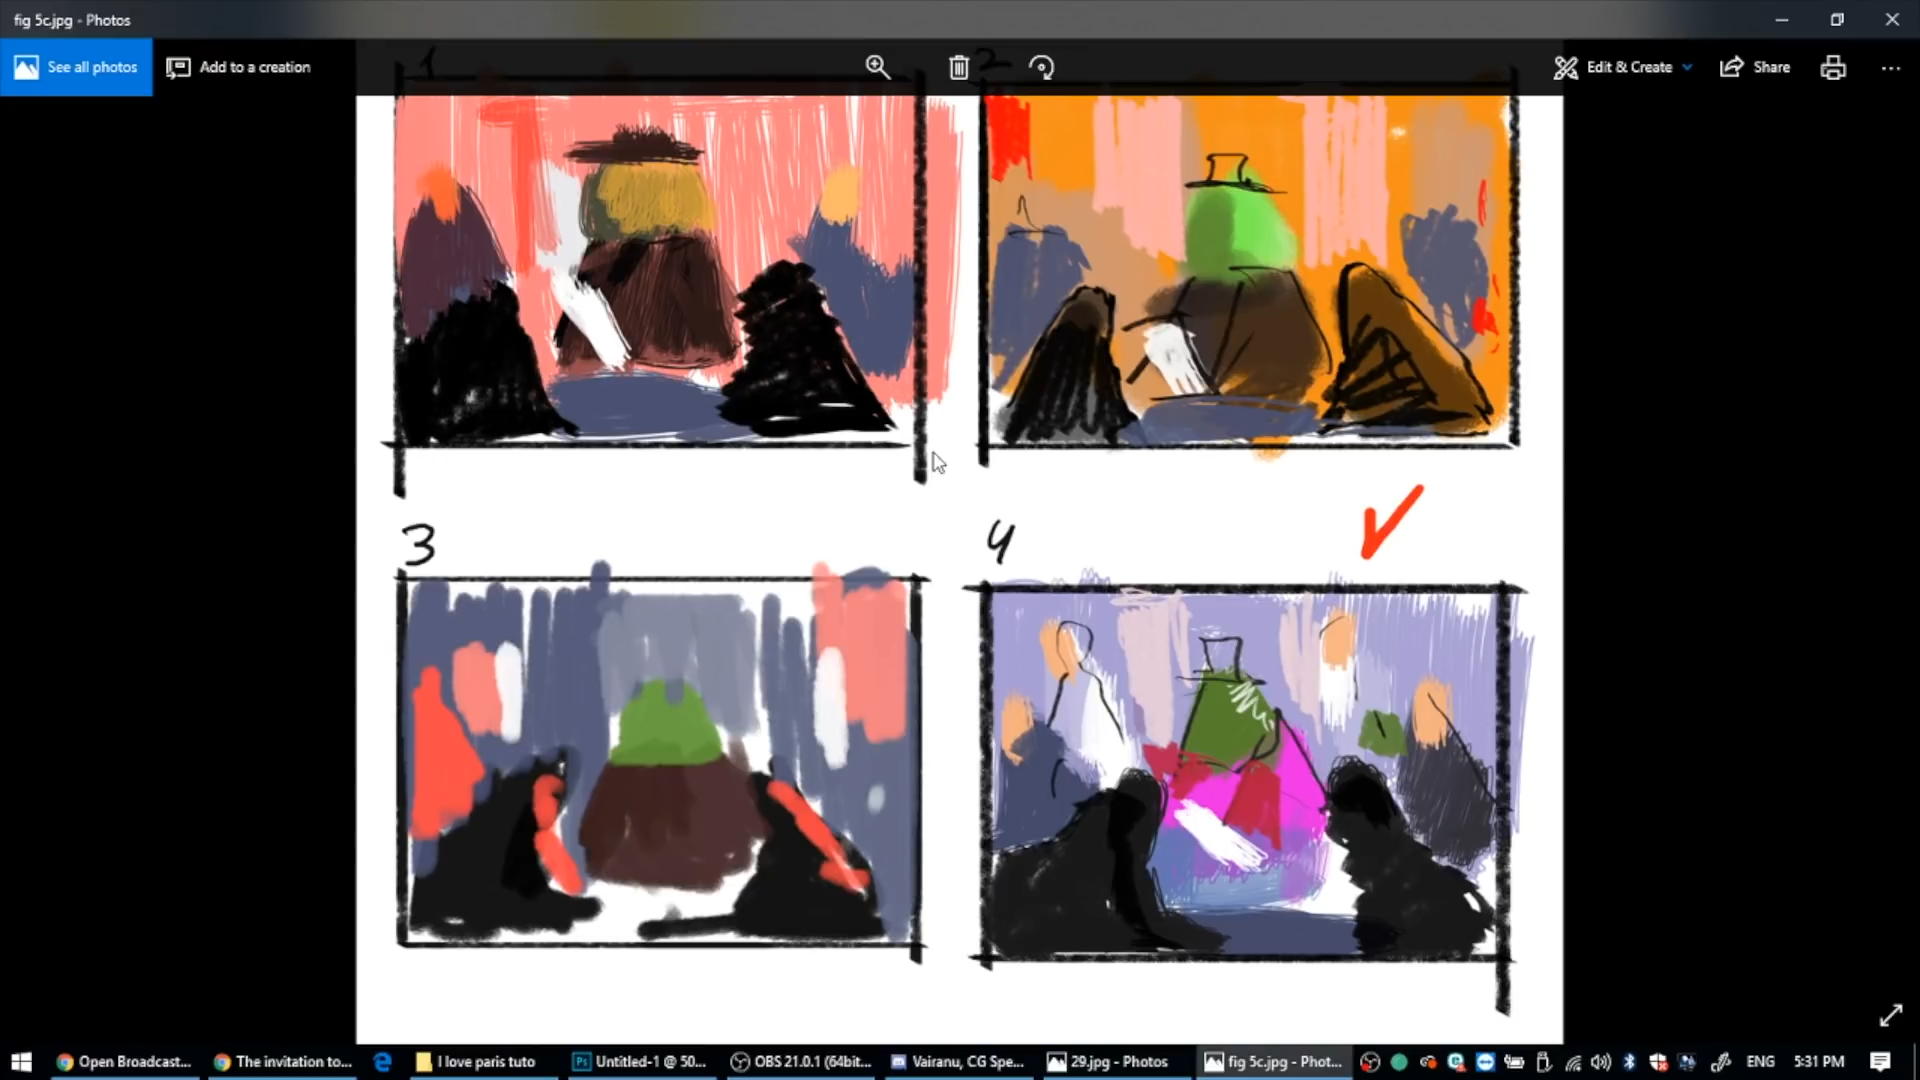 fig 5c.jpg - Photos
See all photos
Add to a creation
Edit & Create
Share
1
2
3
4
Open Broadcast...
The invitation to...
I love paris tuto
Untitled-1 @ 50...
OBS 21.0.1 (64bit...
Vairanu, CG Spe...
29.jpg - Photos
fig 5c.jpg - Phot...
ENG
5:31 PM